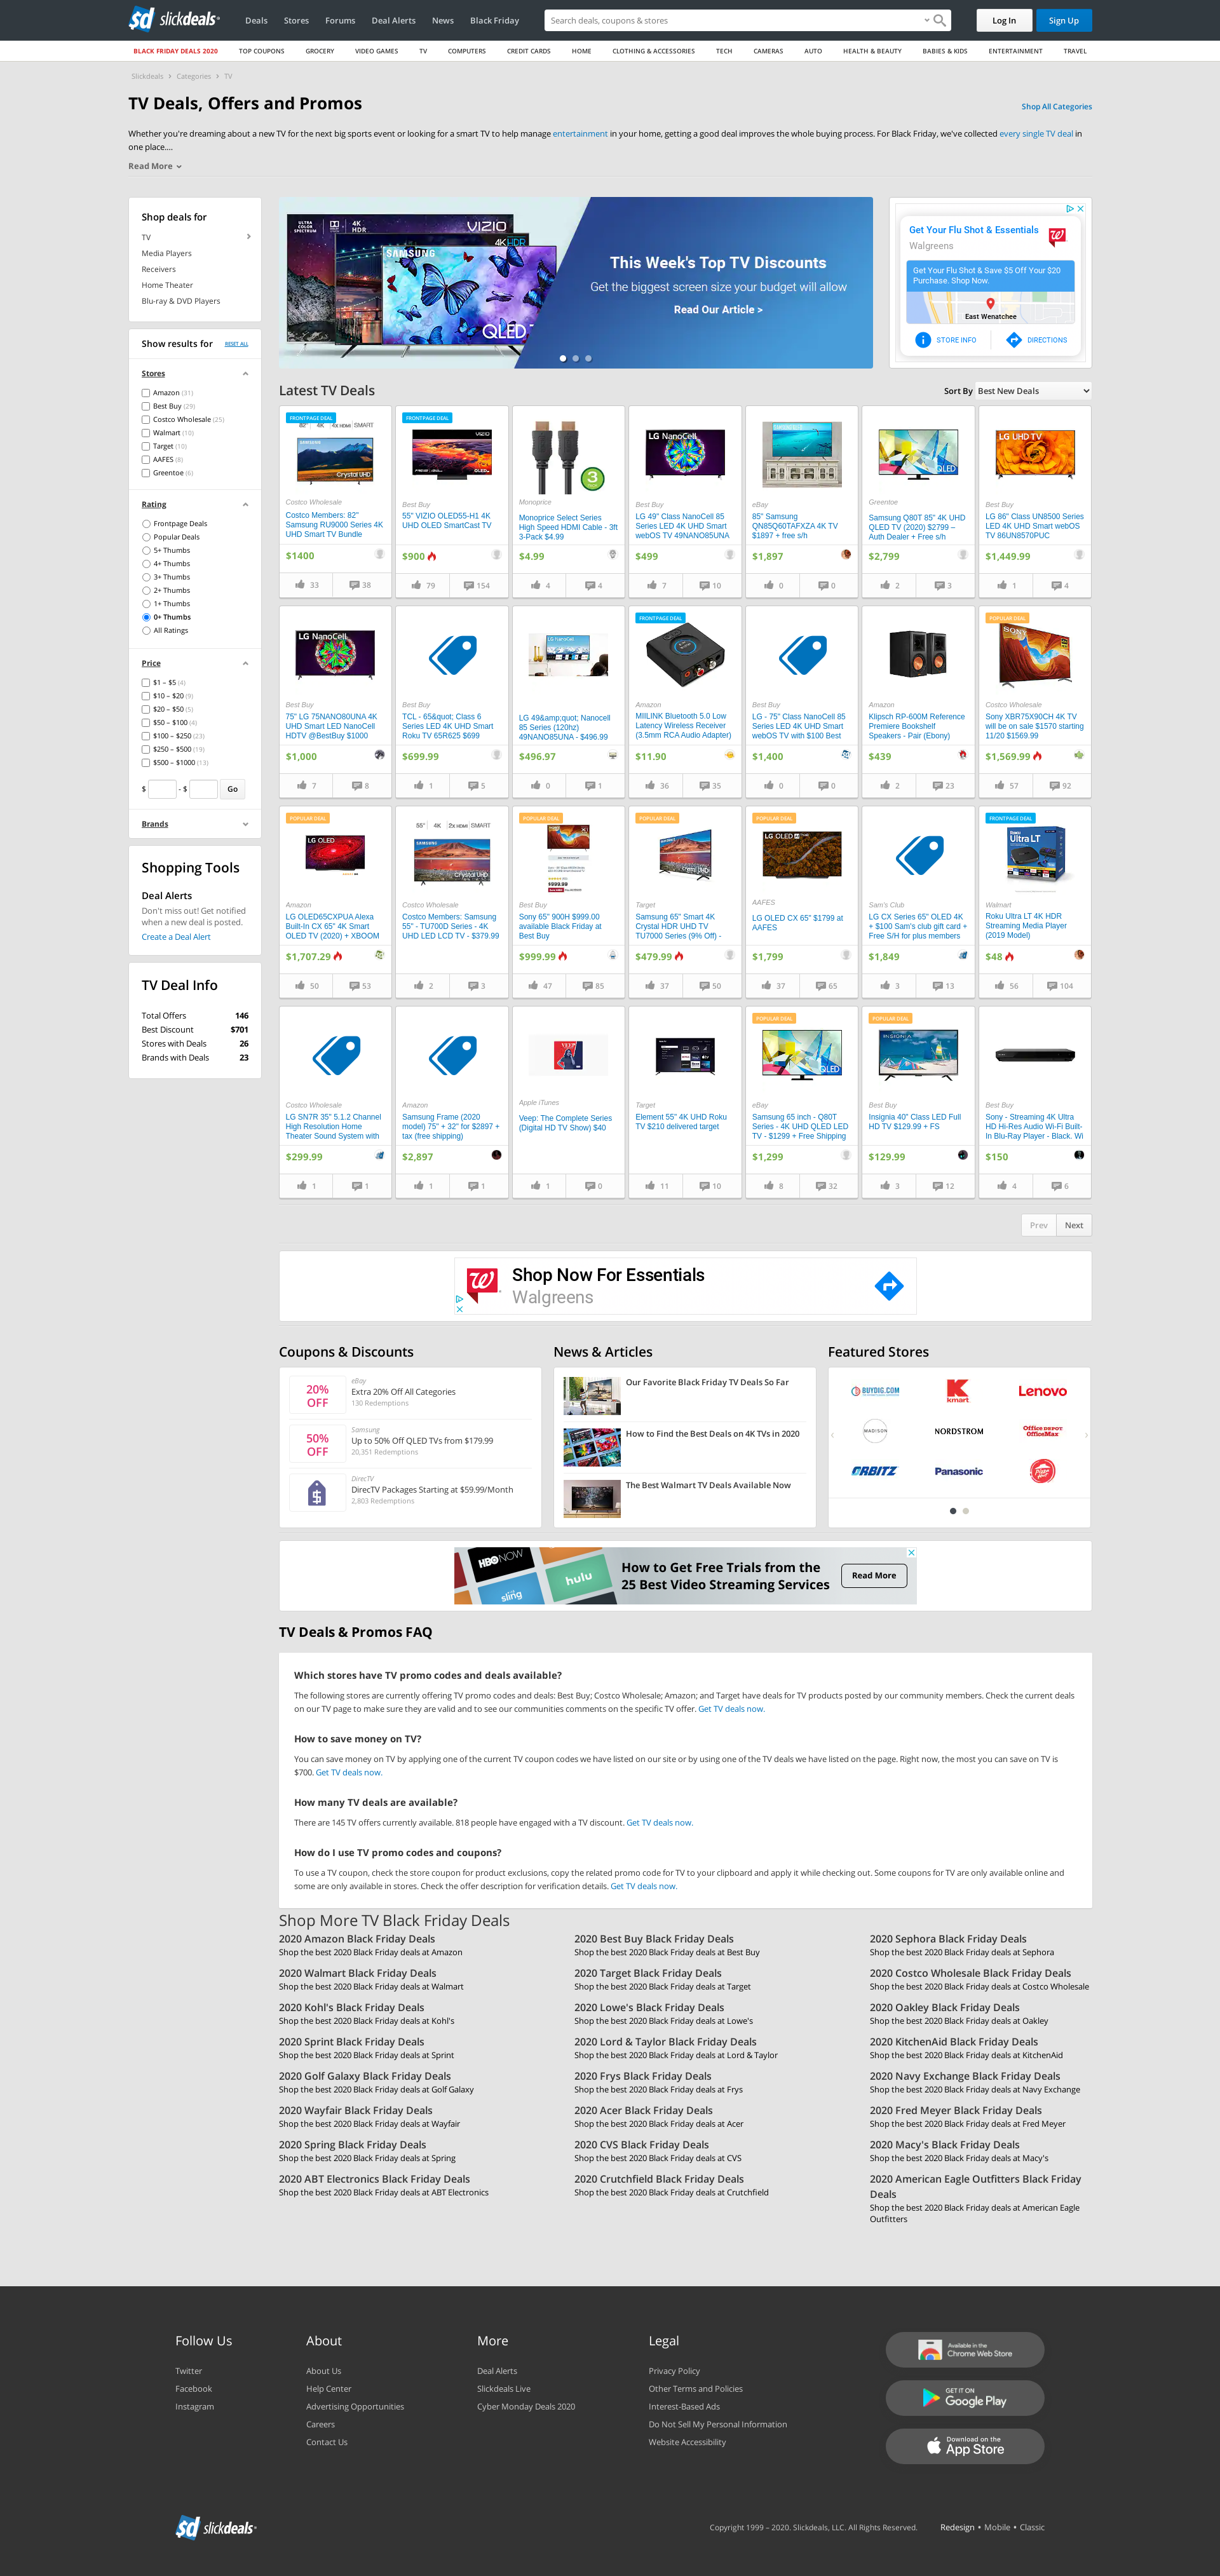 slickdeals
Deals Stores Forums Deal Alerts News Black Friday
Search deals, coupons & stores
Log In
Sign Up
BLACK FRIDAY DEALS 2020 TOP COUPONS GROCERY VIDEO GAMES TV COMPUTERS CREDIT CARDS HOME CLOTHING & ACCESSORIES TECH CAMERAS AUTO HEALTH & BEAUTY BABIES & KIDS ENTERTAINMENT TRAVEL
Slickdeals > Categories > TV
TV Deals, Offers and Promos
Shop All Categories
Whether you're dreaming about a new TV for the next big sports event or looking for a smart TV to help manage entertainment in your home, getting a good deal improves the whole buying process. For Black Friday, we've collected every single TV deal in
one place....
Read More
Shop deals for
TV
Media Players
Receivers
Home Theater
Blu-ray & DVD Players
Show results for RESET ALL
Stores
Amazon (31)
Best Buy (29)
Costco Wholesale (25)
Walmart (10)
Target (10)
AAFES (8)
Greentoe (6)
Rating
Frontpage Deals
Popular Deals
5+ Thumbs
4+ Thumbs
3+ Thumbs
2+ Thumbs
1+ Thumbs
0+ Thumbs
All Ratings
Price
$1 – $5 (4)
$10 – $20 (9)
$20 – $50 (5)
$50 – $100 (4)
$100 – $250 (23)
$250 – $500 (19)
$500 – $1000 (13)
$ - $ Go
Brands
Shopping Tools
Deal Alerts
Don't miss out! Get notified
when a new deal is posted.
Create a Deal Alert
TV Deal Info
Total Offers 146
Best Discount $701
Stores with Deals 26
Brands with Deals 23
VIZIO
4K HDR
SAMSUNG
QLED
This Week's Top TV Discounts
Get the biggest screen size your budget will allow
Read Our Article >
Get Your Flu Shot & Essentials
Walgreens
Get Your Flu Shot & Save $5 Off Your $20
Purchase. Shop Now.
East Wenatchee
STORE INFO
DIRECTIONS
Latest TV Deals
Sort By Best New Deals
FRONTPAGE DEAL
Costco Wholesale
Costco Members: 82"
Samsung RU9000 Series 4K
UHD Smart TV Bundle
$1400
33 38
FRONTPAGE DEAL
Best Buy
55" VIZIO OLED55-H1 4K
UHD OLED SmartCast TV
$900
79 154
Monoprice
Monoprice Select Series
High Speed HDMI Cable - 3ft
3-Pack $4.99
$4.99
4 4
LG NanoCell
Best Buy
LG 49" Class NanoCell 85
Series LED 4K UHD Smart
webOS TV 49NANO85UNA
$499
7 10
eBay
85" Samsung
QN85Q60TAFXZA 4K TV
$1897 + free s/h
$1,897
0 0
QLED
Greentoe
Samsung Q80T 85" 4K UHD
QLED TV (2020) $2799 –
Auth Dealer + Free s/h
$2,799
2 3
LG UHD TV
Best Buy
LG 86" Class UN8500 Series
LED 4K UHD Smart webOS
TV 86UN8570PUC
$1,449.99
1 4
LG NanoCell
Best Buy
75" LG 75NANO80UNA 4K
UHD Smart LED NanoCell
HDTV @BestBuy $1000
$1,000
7 8
Best Buy
TCL - 65&quot; Class 6
Series LED 4K UHD Smart
Roku TV 65R625 $699
$699.99
1 5
LG 49&amp;quot; Nanocell
85 Series (120hz)
49NANO85UNA - $496.99
$496.97
0 1
FRONTPAGE DEAL
Amazon
MIILINK Bluetooth 5.0 Low
Latency Wireless Receiver
(3.5mm RCA Audio Adapter)
$11.90
36 35
Best Buy
LG - 75" Class NanoCell 85
Series LED 4K UHD Smart
webOS TV with $100 Best
$1,400
0 0
Amazon
Klipsch RP-600M Reference
Premiere Bookshelf
Speakers - Pair (Ebony)
$439
2 23
POPULAR DEAL
SONY
Costco Wholesale
Sony XBR75X90CH 4K TV
will be on sale $1570 starting
11/20 $1569.99
$1,569.99
57 92
POPULAR DEAL
LG OLED
Amazon
LG OLED65CXPUA Alexa
Built-In CX 65" 4K Smart
OLED TV (2020) + XBOOM
$1,707.29
50 53
55" 4K 2x HDMI SMART
SAMSUNG
Crystal UHD
Costco Wholesale
Costco Members: Samsung
55" - TU700D Series - 4K
UHD LED LCD TV - $379.99
2 3
POPULAR DEAL
$999.99
Best Buy
Sony 65" 900H $999.00
available Black Friday at
Best Buy
$999.99
47 85
POPULAR DEAL
Target
Samsung 65" Smart 4K
Crystal HDR UHD TV
TU7000 Series (9% Off) -
$479.99
37 50
POPULAR DEAL
LG OLED
AAFES
LG OLED CX 65" $1799 at
AAFES
$1,799
37 65
Sam's Club
LG CX Series 65" OLED 4K
+ $100 Sam's club gift card +
Free S/H for plus members
$1,849
3 13
FRONTPAGE DEAL
Ultra LT
Walmart
Roku Ultra LT 4K HDR
Streaming Media Player
(2019 Model)
$48
56 104
Costco Wholesale
LG SN7R 35" 5.1.2 Channel
High Resolution Home
Theater Sound System with
$299.99
1 1
Amazon
Samsung Frame (2020
model) 75" + 32" for $2897 +
tax (free shipping)
$2,897
1 1
VEEP
Apple iTunes
Veep: The Complete Series
(Digital HD TV Show) $40
1 0
Target
Element 55" 4K UHD Roku
TV $210 delivered target
11 10
POPULAR DEAL
QLED
eBay
Samsung 65 inch - Q80T
Series - 4K UHD QLED LED
TV - $1299 + Free Shipping
$1,299
8 32
POPULAR DEAL
INSIGNIA
Best Buy
Insignia 40" Class LED Full
HD TV $129.99 + FS
$129.99
3 12
Best Buy
Sony - Streaming 4K Ultra
HD Hi-Res Audio Wi-Fi Built-
In Blu-Ray Player - Black. Wi
$150
4 6
Prev Next
Shop Now For Essentials
Walgreens
Coupons & Discounts
20%
OFF
eBay
Extra 20% Off All Categories
130 Redemptions
50%
OFF
Samsung
Up to 50% Off QLED TVs from $179.99
20,351 Redemptions
DirecTV
DirecTV Packages Starting at $59.99/Month
2,803 Redemptions
News & Articles
Our Favorite Black Friday TV Deals So Far
How to Find the Best Deals on 4K TVs in 2020
The Best Walmart TV Deals Available Now
Featured Stores
BUYDIG.COM
kmart
Lenovo
MADISON
NORDSTROM
Office DEPOT
OfficeMax
ORBITZ
Panasonic
Pizza Hut
HBO NOW
sling
hulu
How to Get Free Trials from the
25 Best Video Streaming Services
Read More
TV Deals & Promos FAQ
Which stores have TV promo codes and deals available?
The following stores are currently offering TV promo codes and deals: Best Buy; Costco Wholesale; Amazon; and Target have deals for TV products posted by our community members. Check the current deals
on our TV page to make sure they are valid and to see our communities comments on the specific TV offer. Get TV deals now.
How to save money on TV?
You can save money on TV by applying one of the current TV coupon codes we have listed on our site or by using one of the TV deals we have listed on the page. Right now, the most you can save on TV is
$700. Get TV deals now.
How many TV deals are available?
There are 145 TV offers currently available. 818 people have engaged with a TV discount. Get TV deals now.
How do I use TV promo codes and coupons?
To use a TV coupon, check the store coupon for product exclusions, copy the related promo code for TV to your clipboard and apply it while checking out. Some coupons for TV are only available online and
some are only available in stores. Check the offer description for verification details. Get TV deals now.
Shop More TV Black Friday Deals
2020 Amazon Black Friday Deals
Shop the best 2020 Black Friday deals at Amazon
2020 Best Buy Black Friday Deals
Shop the best 2020 Black Friday deals at Best Buy
2020 Sephora Black Friday Deals
Shop the best 2020 Black Friday deals at Sephora
2020 Walmart Black Friday Deals
Shop the best 2020 Black Friday deals at Walmart
2020 Target Black Friday Deals
Shop the best 2020 Black Friday deals at Target
2020 Costco Wholesale Black Friday Deals
Shop the best 2020 Black Friday deals at Costco Wholesale
2020 Kohl's Black Friday Deals
Shop the best 2020 Black Friday deals at Kohl's
2020 Lowe's Black Friday Deals
Shop the best 2020 Black Friday deals at Lowe's
2020 Oakley Black Friday Deals
Shop the best 2020 Black Friday deals at Oakley
2020 Sprint Black Friday Deals
Shop the best 2020 Black Friday deals at Sprint
2020 Lord & Taylor Black Friday Deals
Shop the best 2020 Black Friday deals at Lord & Taylor
2020 KitchenAid Black Friday Deals
Shop the best 2020 Black Friday deals at KitchenAid
2020 Golf Galaxy Black Friday Deals
Shop the best 2020 Black Friday deals at Golf Galaxy
2020 Frys Black Friday Deals
Shop the best 2020 Black Friday deals at Frys
2020 Navy Exchange Black Friday Deals
Shop the best 2020 Black Friday deals at Navy Exchange
2020 Wayfair Black Friday Deals
Shop the best 2020 Black Friday deals at Wayfair
2020 Acer Black Friday Deals
Shop the best 2020 Black Friday deals at Acer
2020 Fred Meyer Black Friday Deals
Shop the best 2020 Black Friday deals at Fred Meyer
2020 Spring Black Friday Deals
Shop the best 2020 Black Friday deals at Spring
2020 CVS Black Friday Deals
Shop the best 2020 Black Friday deals at CVS
2020 Macy's Black Friday Deals
Shop the best 2020 Black Friday deals at Macy's
2020 ABT Electronics Black Friday Deals
Shop the best 2020 Black Friday deals at ABT Electronics
2020 Crutchfield Black Friday Deals
Shop the best 2020 Black Friday deals at Crutchfield
2020 American Eagle Outfitters Black Friday
Deals
Shop the best 2020 Black Friday deals at American Eagle
Outfitters
Follow Us
Twitter
Facebook
Instagram
About
About Us
Help Center
Advertising Opportunities
Careers
Contact Us
More
Deal Alerts
Slickdeals Live
Cyber Monday Deals 2020
Legal
Privacy Policy
Other Terms and Policies
Interest-Based Ads
Do Not Sell My Personal Information
Website Accessibility
Available in the
Chrome Web Store
GET IT ON
Google Play
Download on the
App Store
slickdeals
Copyright 1999 – 2020. Slickdeals, LLC. All Rights Reserved.
Redesign • Mobile • Classic